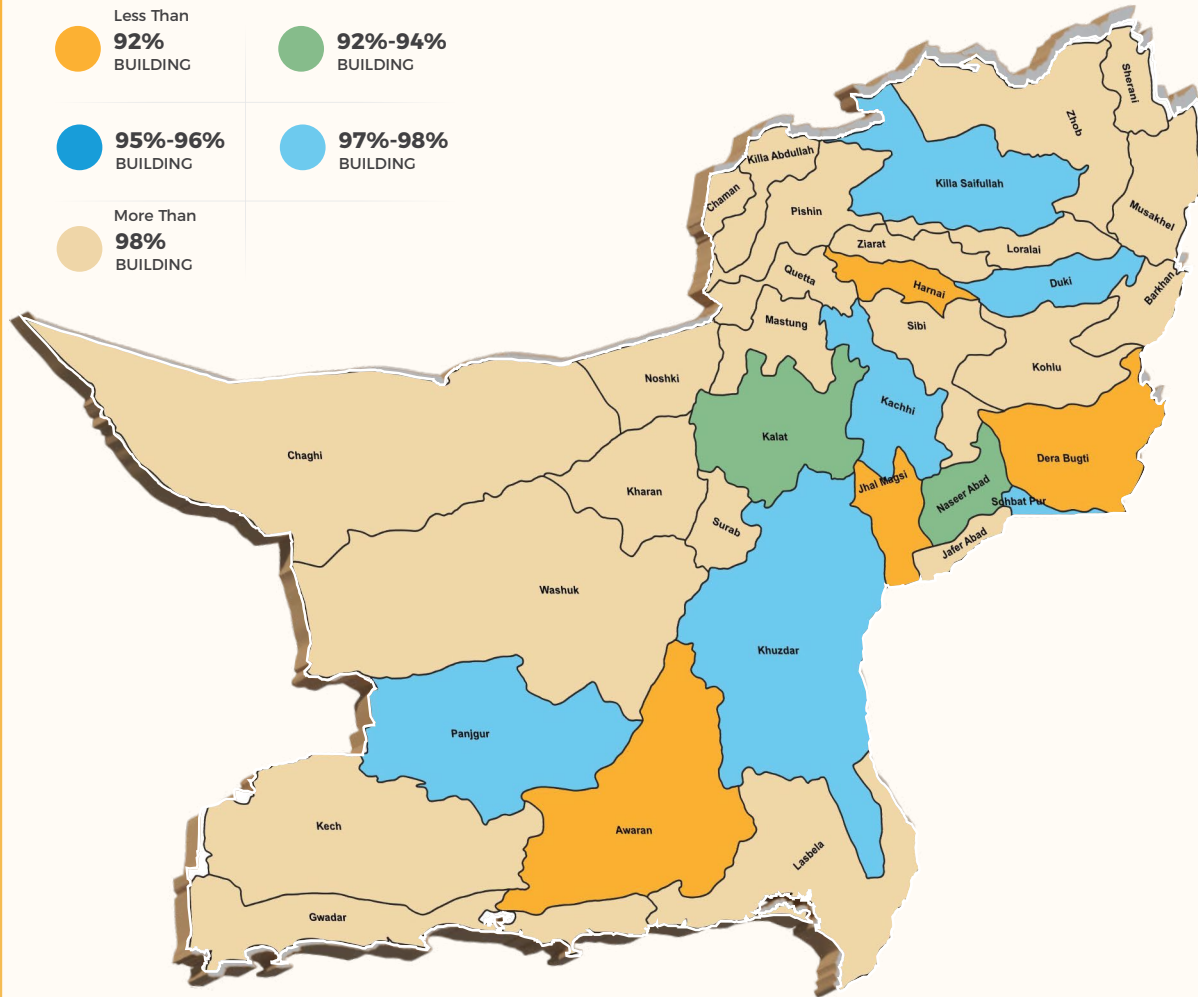 Less Than
92%
BUILDING
92%-94%
BUILDING
95%-96%
BUILDING
97%-98%
BUILDING
More Than
98%
BUILDING
Sherani
Zhob
Killa Abdullah
Chaman
Killa Saifullah
Pishin
Musakhel
Ziarat
Loralai
Quetta
Harnai
Duki
Barkhan
Mastung
Sibi
Noshki
Kohlu
Kachhi
Kalat
Chaghi
Dera Bugti
Jhal Magsi
Kharan
Naseer Abad
Sohbat Pur
Surab
Jafer Abad
Washuk
Khuzdar
Panjgur
Kech
Awaran
Lasbela
Gwadar